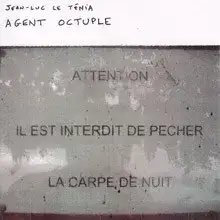 JEAN-LUC LE TÉNIA
AGENT OCTUPLE
ATTENTION
IL EST INTERDIT DE PECHER
LA CARPE DE NUIT